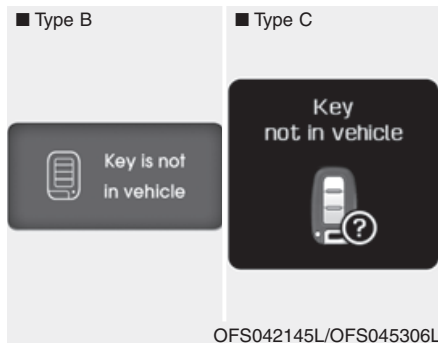 ■ Type B
Key is not
in vehicle
■ Type C
Key
not in vehicle
?
OFS042145L/OFS045306L